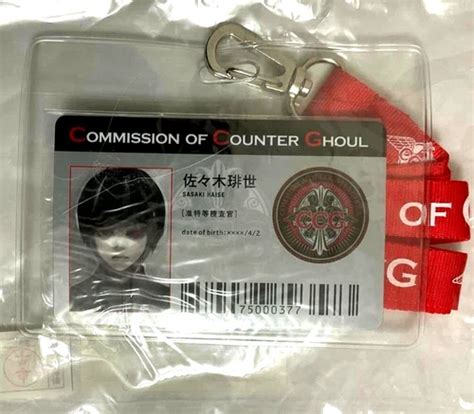 COMMISSION OF COUNTER GHOUL
佐々木琲世
SASAKI HAISE
[准特等捜査官]
date of birth:××××/4/2
CCG
75000377
OF
G